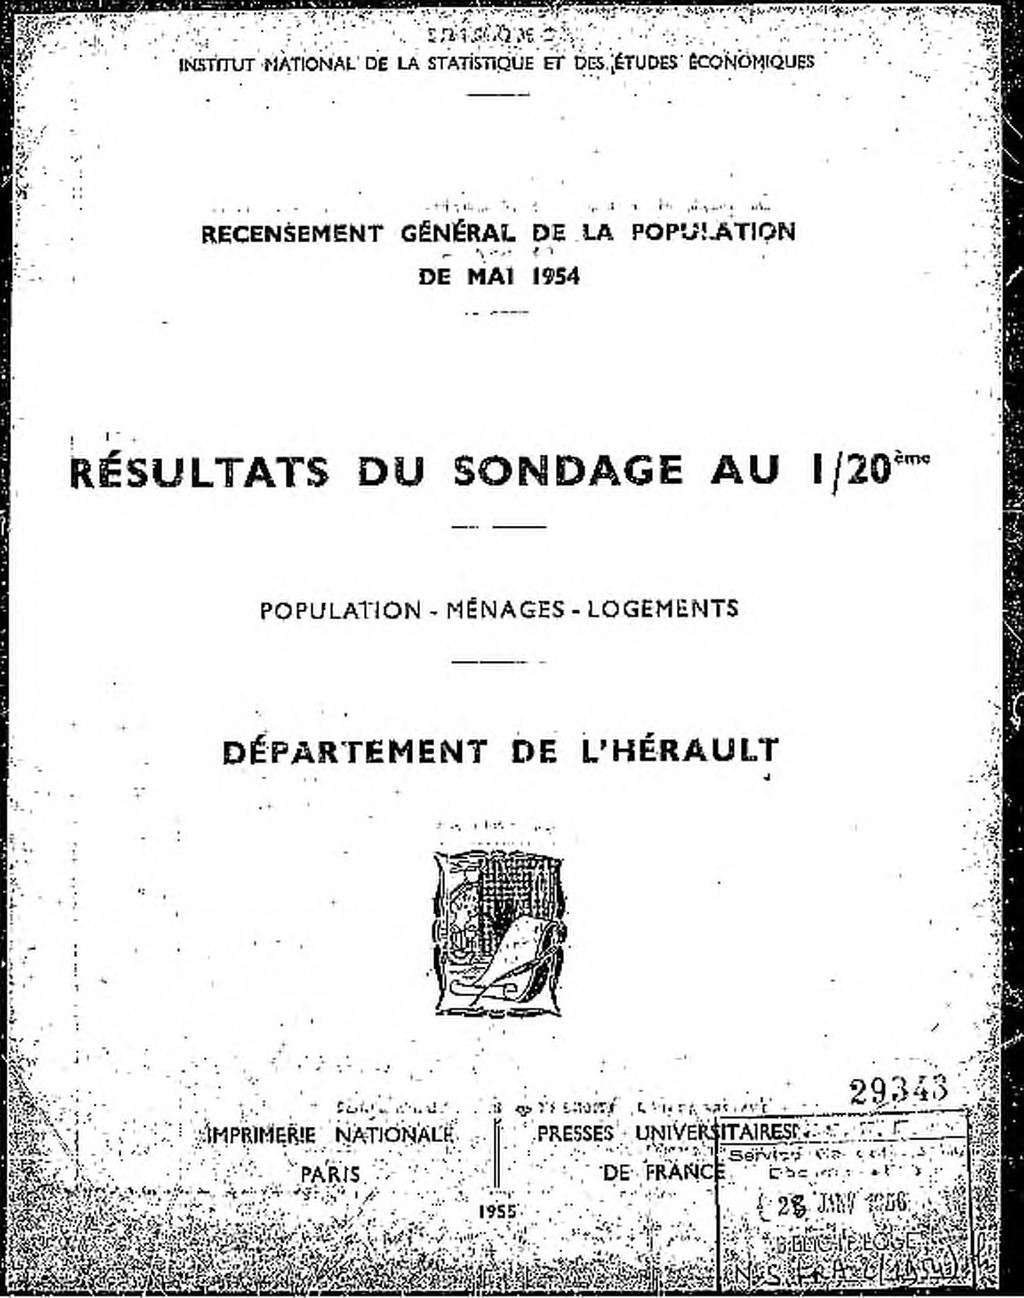 INSTITUT NATIONAL DE LA STATISTIQUE ET DES ÉTUDES ÉCONOMIQUES
RECENSEMENT GÉNÉRAL DE LA POPULATION
DE MAI 1954
RÉSULTATS DU SONDAGE AU 1/20ème
POPULATION - MÉNAGES - LOGEMENTS
DÉPARTEMENT DE L'HÉRAULT
29343
IMPRIMERIE NATIONALE
PARIS
PRESSES UNIVERSITAIRES
DE FRANCE
1955
28 JANV